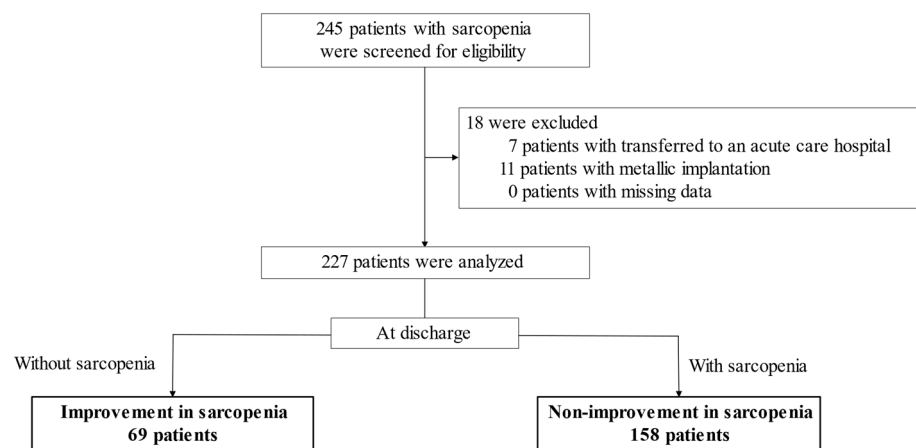 245 patients with sarcopenia
were screened for eligibility
18 were excluded
7 patients with transferred to an acute care hospital
11 patients with metallic implantation
0 patients with missing data
227 patients were analyzed
At discharge
Without sarcopenia
With sarcopenia
Improvement in sarcopenia
69 patients
Non-improvement in sarcopenia
158 patients